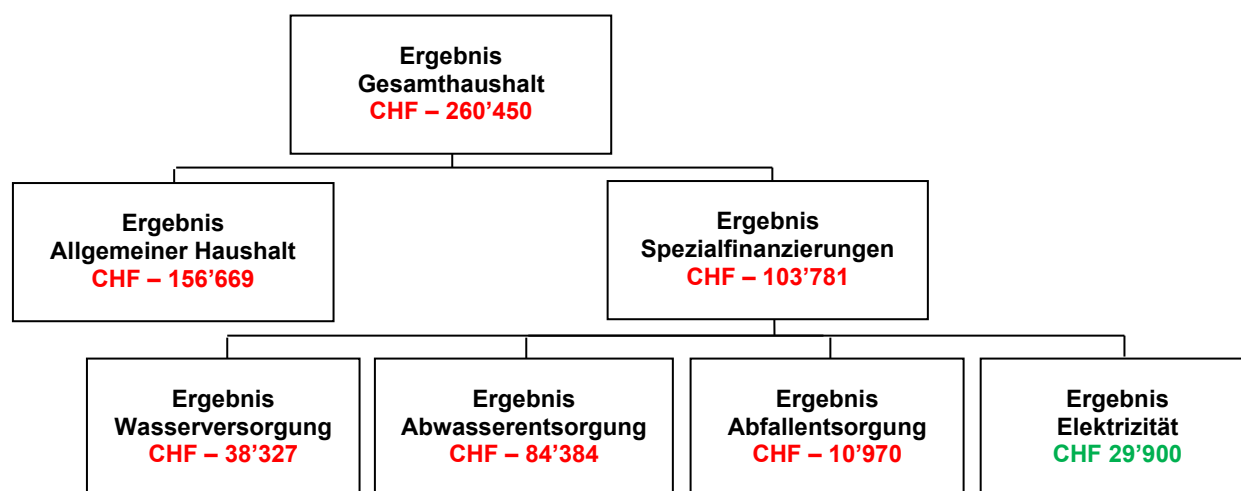 Ergebnis
Gesamthaushalt
CHF – 260’450
Ergebnis
Allgemeiner Haushalt
CHF – 156’669
Ergebnis
Spezialfinanzierungen
CHF – 103’781
Ergebnis
Wasserversorgung
CHF – 38’327
Ergebnis
Abwasserentsorgung
CHF – 84’384
Ergebnis
Abfallentsorgung
CHF – 10’970
Ergebnis
Elektrizität
CHF 29’900